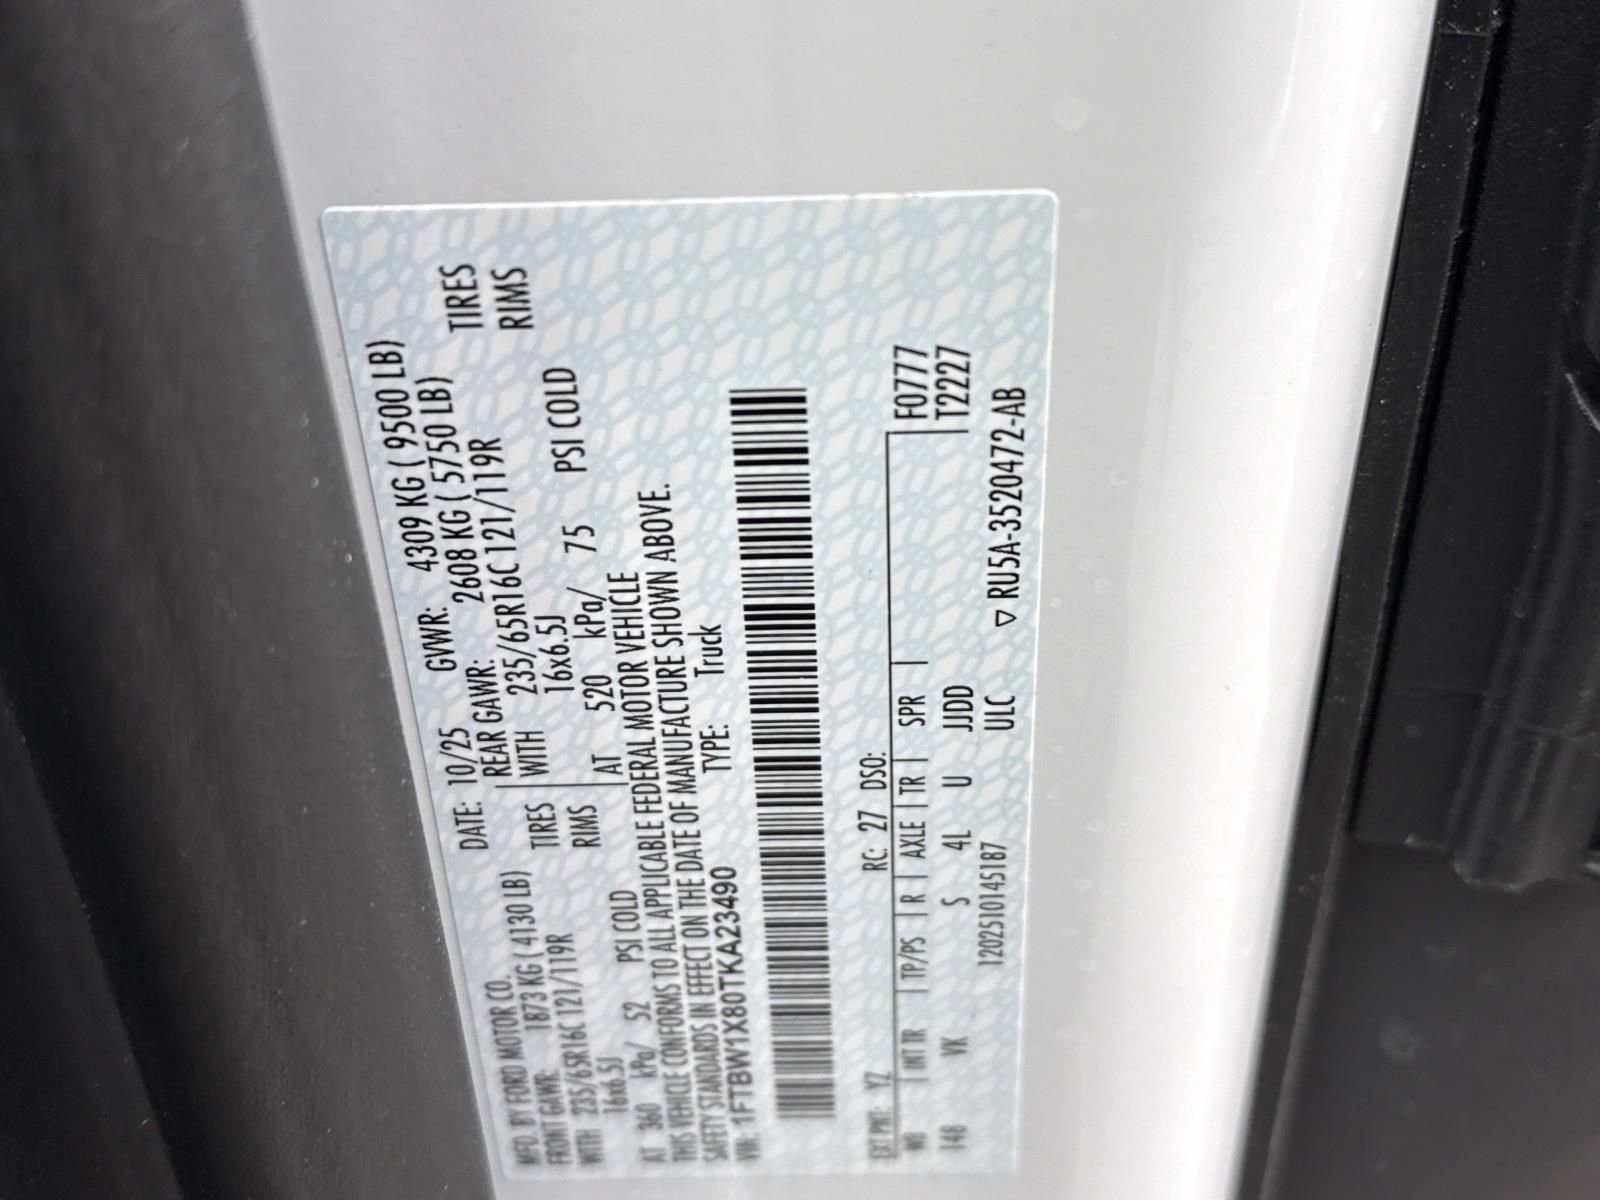 MFD. BY FORD MOTOR CO. DATE: 10/25 GVWR: 4309 KG ( 9500 LB)
FRONT GAWR: 1873 KG ( 4130 LB) REAR GAWR: 2608 KG ( 5750 LB)
WITH 235/65R16C 121/119R TIRES WITH 235/65R16C 121/119R TIRES
16x6.5J RIMS 16x6.5J RIMS
AT 360 kPa/ 52 PSI COLD AT 520 kPa/ 75 PSI COLD
THIS VEHICLE CONFORMS TO ALL APPLICABLE FEDERAL MOTOR VEHICLE
SAFETY STANDARDS IN EFFECT ON THE DATE OF MANUFACTURE SHOWN ABOVE.
VIN: 1FTBW1X80TKA23490 TYPE: Truck
EXT PNT: YZ RC: 27 DSO:
WB INT TR TP/PS R AXLE TR SPR F0777
148 VK S 4L U JJDD T2227
1202510145187 ULC ▽ RU5A-3520472-AB